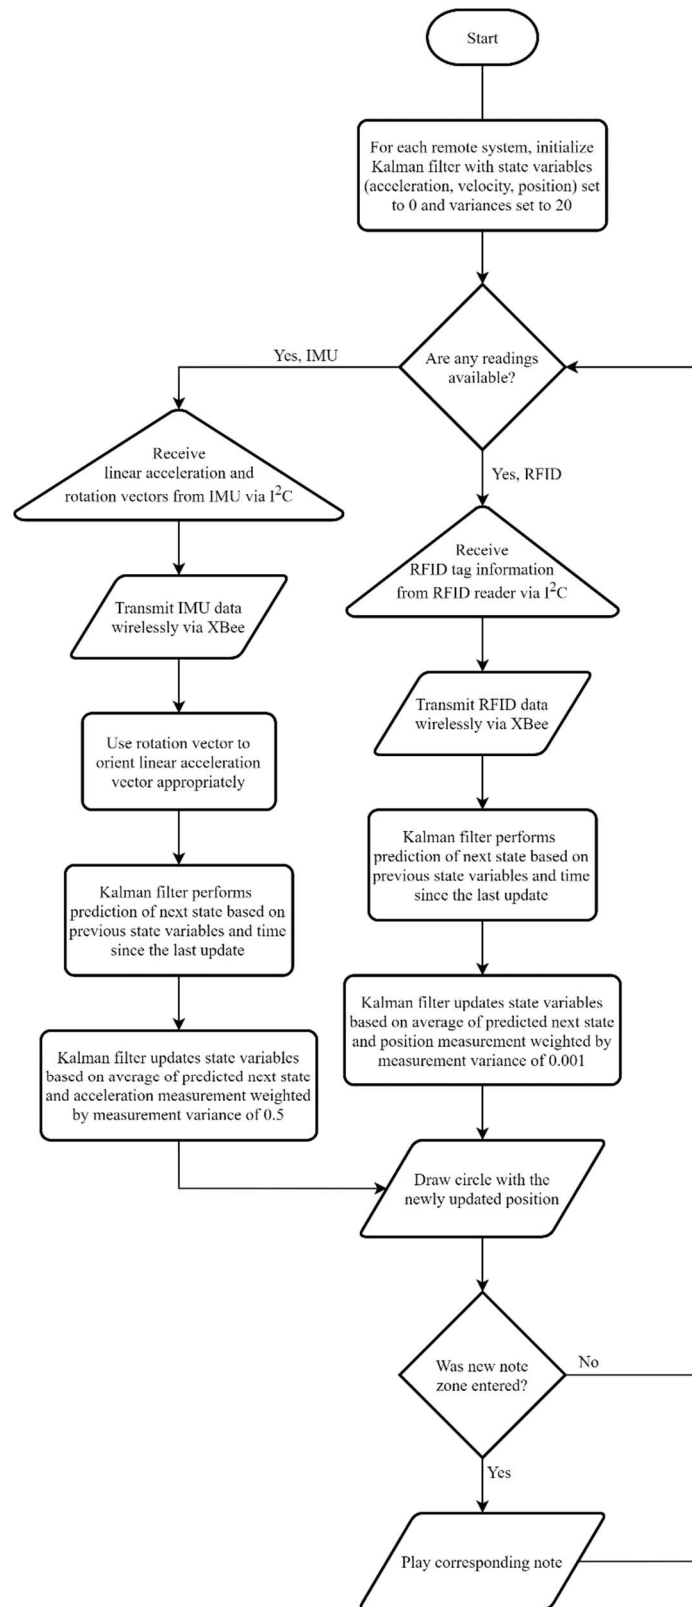 Start
For each remote system, initialize
Kalman filter with state variables
(acceleration, velocity, position) set
to 0 and variances set to 20
Are any readings
available?
Yes, IMU
Receive
linear acceleration and
rotation vectors from IMU via I²C
Transmit IMU data
wirelessly via XBee
Use rotation vector to
orient linear acceleration
vector appropriately
Kalman filter performs
prediction of next state based on
previous state variables and time
since the last update
Kalman filter updates state variables
based on average of predicted next state
and acceleration measurement weighted
by measurement variance of 0.5
Yes, RFID
Receive
RFID tag information
from RFID reader via I²C
Transmit RFID data
wirelessly via XBee
Kalman filter performs
prediction of next state based on
previous state variables and time
since the last update
Kalman filter updates state variables
based on average of predicted next state
and position measurement weighted by
measurement variance of 0.001
Draw circle with the
newly updated position
Was new note
zone entered?
No
Yes
Play corresponding note